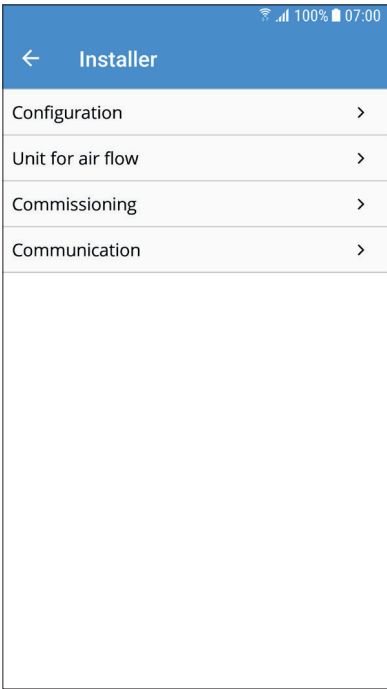 100% 07:00
Installer
Configuration
Unit for air flow
Commissioning
Communication